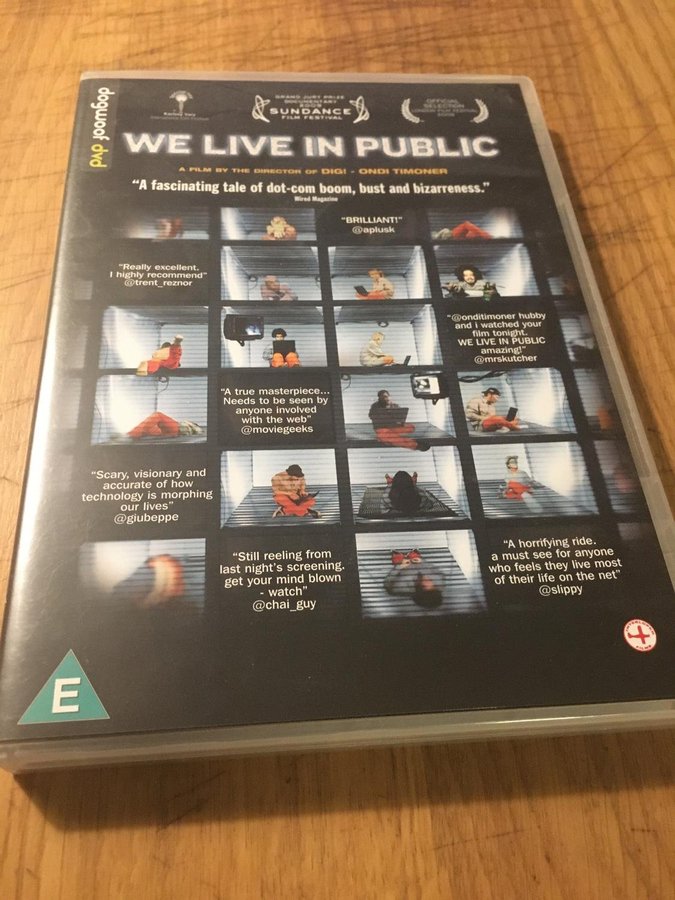 dogwoof dvd
GRAND JURY PRIZE
DOCUMENTARY
2009
SUNDANCE
FILM FESTIVAL
OFFICIAL
SELECTION
LONDON FILM FESTIVAL
2009
WE LIVE IN PUBLIC
A FILM BY THE DIRECTOR OF DIG! - ONDI TIMONER
“A fascinating tale of dot-com boom, bust and bizarreness.”
Wired Magazine
“BRILLIANT!”
@aplusk
“Really excellent.
I highly recommend”
@trent_reznor
“@onditimoner hubby
and i watched your
film tonight.
WE LIVE IN PUBLIC
amazing!”
@mrskutcher
“A true masterpiece...
Needs to be seen by
anyone involved
with the web”
@moviegeeks
“Scary, visionary and
accurate of how
technology is morphing
our lives”
@giubeppe
“Still reeling from
last night’s screening.
get your mind blown
- watch”
@chai_guy
“A horrifying ride.
a must see for anyone
who feels they live most
of their life on the net”
@slippy
E